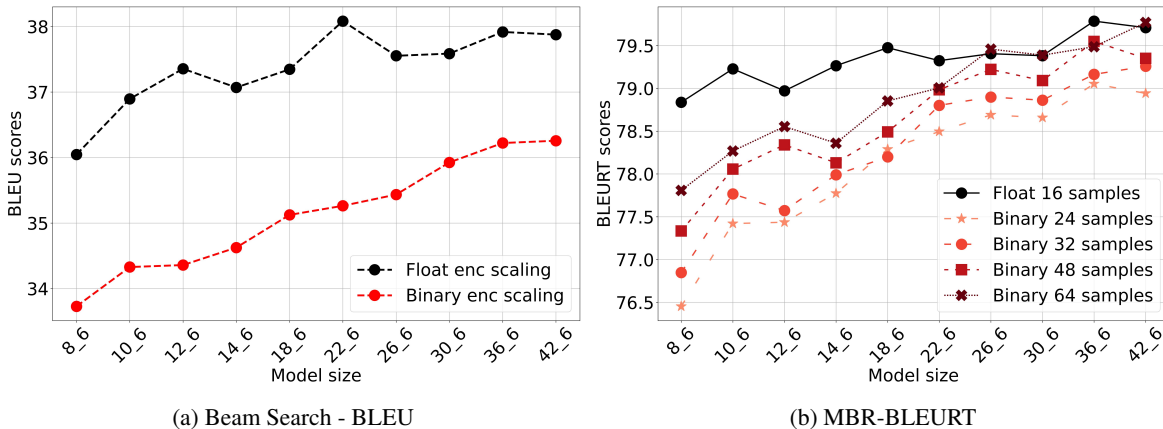 38
37
36
35
34
BLEU scores
8_6
10_6
12_6
14_6
18_6
22_6
26_6
30_6
36_6
42_6
Model size
Float enc scaling
Binary enc scaling
(a) Beam Search - BLEU
79.5
79.0
78.5
78.0
77.5
77.0
76.5
BLEURT scores
8_6
10_6
12_6
14_6
18_6
22_6
26_6
30_6
36_6
42_6
Model size
Float 16 samples
Binary 24 samples
Binary 32 samples
Binary 48 samples
Binary 64 samples
(b) MBR-BLEURT